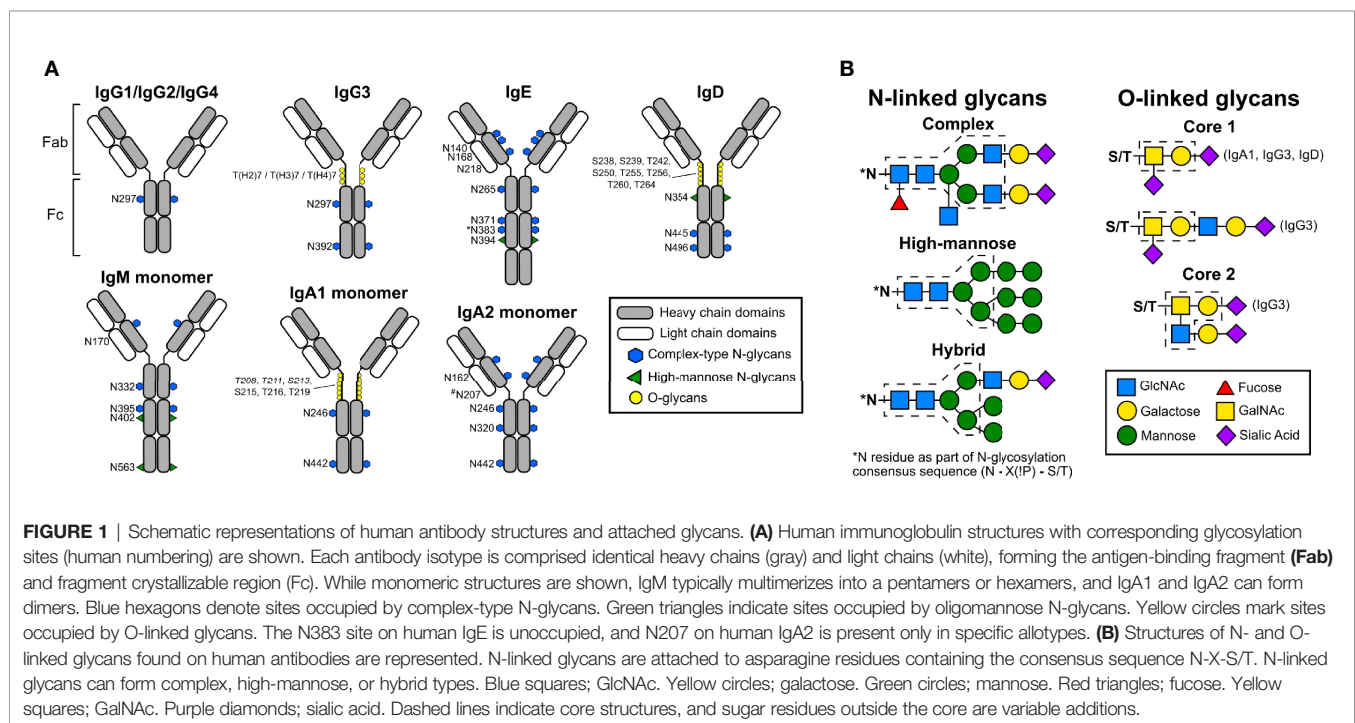 A
IgG1/IgG2/IgG4
Fab
Fc
N297
IgG3
T(H2)7 / T(H3)7 / T(H4)7
N297
N392
IgE
N140
N168
N218
N265
N371
*N383
N394
IgD
S238, S239, T242,
S250, T255, T256,
T260, T264
N354
N445
N496
IgM monomer
N170
N332
N395
N402
N563
IgA1 monomer
T208, T211, S213,
S215, T216, T219
N246
N442
IgA2 monomer
N162
#N207
N246
N320
N442
Heavy chain domains
Light chain domains
Complex-type N-glycans
High-mannose N-glycans
O-glycans
B
N-linked glycans
Complex
*N
High-mannose
*N
Hybrid
*N
*N residue as part of N-glycosylation
consensus sequence (N - X(!P) - S/T)
O-linked glycans
Core 1
S/T
(IgA1, IgG3, IgD)
S/T
(IgG3)
Core 2
S/T
(IgG3)
GlcNAc
Fucose
Galactose
GalNAc
Mannose
Sialic Acid
FIGURE 1 | Schematic representations of human antibody structures and attached glycans. (A) Human immunoglobulin structures with corresponding glycosylation
sites (human numbering) are shown. Each antibody isotype is comprised identical heavy chains (gray) and light chains (white), forming the antigen-binding fragment (Fab)
and fragment crystallizable region (Fc). While monomeric structures are shown, IgM typically multimerizes into a pentamers or hexamers, and IgA1 and IgA2 can form
dimers. Blue hexagons denote sites occupied by complex-type N-glycans. Green triangles indicate sites occupied by oligomannose N-glycans. Yellow circles mark sites
occupied by O-linked glycans. The N383 site on human IgE is unoccupied, and N207 on human IgA2 is present only in specific allotypes. (B) Structures of N- and O-
linked glycans found on human antibodies are represented. N-linked glycans are attached to asparagine residues containing the consensus sequence N-X-S/T. N-linked
glycans can form complex, high-mannose, or hybrid types. Blue squares; GlcNAc. Yellow circles; galactose. Green circles; mannose. Red triangles; fucose. Yellow
squares; GalNAc. Purple diamonds; sialic acid. Dashed lines indicate core structures, and sugar residues outside the core are variable additions.